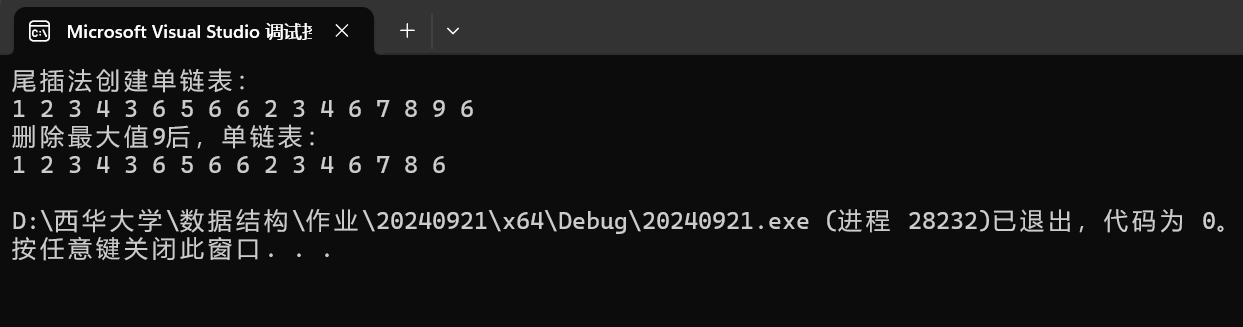 Microsoft Visual Studio 调试控
尾插法创建单链表:
1 2 3 4 3 6 5 6 6 2 3 4 6 7 8 9 6
删除最大值9后, 单链表:
1 2 3 4 3 6 5 6 6 2 3 4 6 7 8 6
D:\西华大学\数据结构\作业\20240921\x64\Debug\20240921.exe (进程 28232)已退出, 代码为 0。
按任意键关闭此窗口. . .